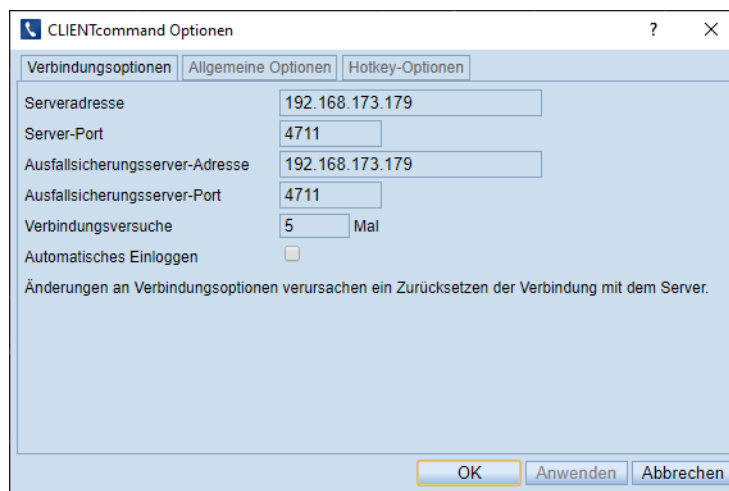 CLIENTcommand Optionen ?
Verbindungsoptionen Allgemeine Optionen Hotkey-Optionen
Serveradresse 192.168.173.179
Server-Port 4711
Ausfallsicherungsserver-Adresse 192.168.173.179
Ausfallsicherungsserver-Port 4711
Verbindungsversuche 5 Mal
Automatisches Einloggen
Änderungen an Verbindungsoptionen verursachen ein Zurücksetzen der Verbindung mit dem Server.
OK Anwenden Abbrechen